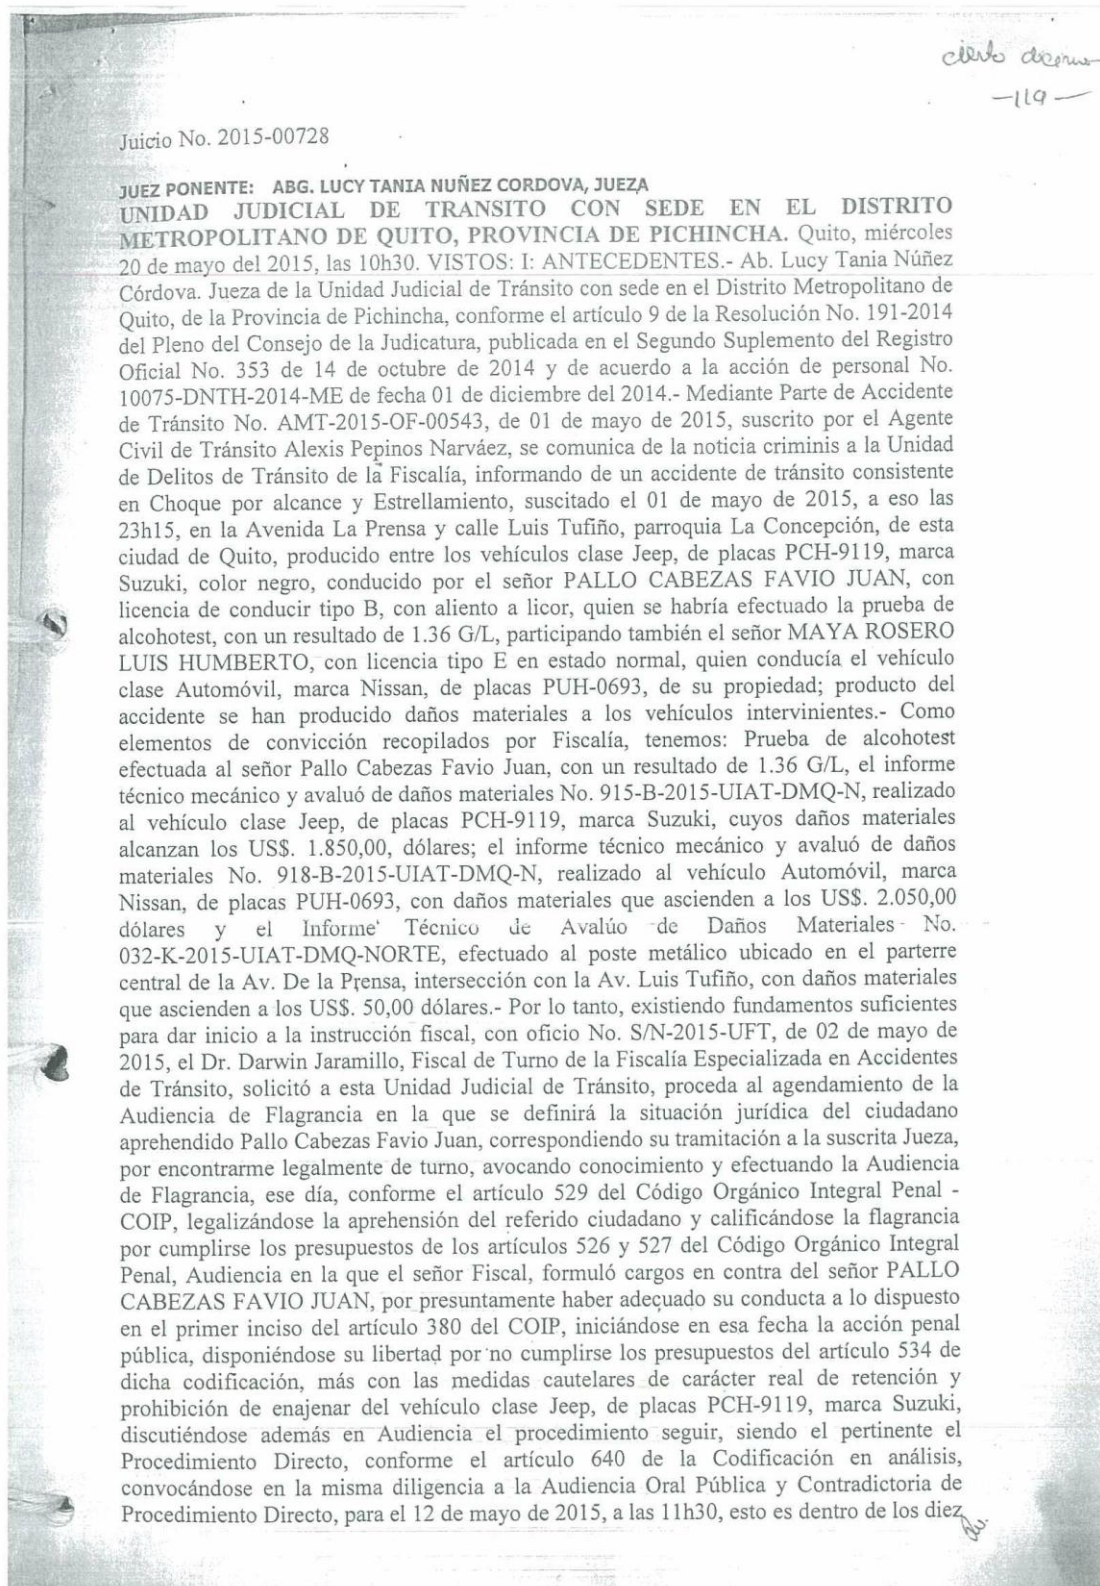 ciento
-119-
Juicio No. 2015-00728
JUEZ PONENTE: ABG. LUCY TANIA NUÑEZ CORDOVA, JUEZA
UNIDAD JUDICIAL DE TRANSITO CON SEDE EN EL DISTRITO
METROPOLITANO DE QUITO, PROVINCIA DE PICHINCHA. Quito, miércoles
20 de mayo del 2015, las 10h30. VISTOS: I: ANTECEDENTES.- Ab. Lucy Tania Núñez
Córdova. Jueza de la Unidad Judicial de Tránsito con sede en el Distrito Metropolitano de
Quito, de la Provincia de Pichincha, conforme el artículo 9 de la Resolución No. 191-2014
del Pleno del Consejo de la Judicatura, publicada en el Segundo Suplemento del Registro
Oficial No. 353 de 14 de octubre de 2014 y de acuerdo a la acción de personal No.
10075-DNTH-2014-ME de fecha 01 de diciembre del 2014.- Mediante Parte de Accidente
de Tránsito No. AMT-2015-OF-00543, de 01 de mayo de 2015, suscrito por el Agente
Civil de Tránsito Alexis Pepinos Narváez, se comunica de la noticia criminis a la Unidad
de Delitos de Tránsito de la Fiscalía, informando de un accidente de tránsito consistente
en Choque por alcance y Estrellamiento, suscitado el 01 de mayo de 2015, a eso las
23h15, en la Avenida La Prensa y calle Luis Tufiño, parroquia La Concepción, de esta
ciudad de Quito, producido entre los vehículos clase Jeep, de placas PCH-9119, marca
Suzuki, color negro, conducido por el señor PALLO CABEZAS FAVIO JUAN, con
licencia de conducir tipo B, con aliento a licor, quien se habría efectuado la prueba de
alcohotest, con un resultado de 1.36 G/L, participando también el señor MAYA ROSERO
LUIS HUMBERTO, con licencia tipo E en estado normal, quien conducía el vehículo
clase Automóvil, marca Nissan, de placas PUH-0693, de su propiedad; producto del
accidente se han producido daños materiales a los vehículos intervinientes.- Como
elementos de convicción recopilados por Fiscalía, tenemos: Prueba de alcohotest
efectuada al señor Pallo Cabezas Favio Juan, con un resultado de 1.36 G/L, el informe
técnico mecánico y avaluó de daños materiales No. 915-B-2015-UIAT-DMQ-N, realizado
al vehículo clase Jeep, de placas PCH-9119, marca Suzuki, cuyos daños materiales
alcanzan los US$. 1.850,00, dólares; el informe técnico mecánico y avaluó de daños
materiales No. 918-B-2015-UIAT-DMQ-N, realizado al vehículo Automóvil, marca
Nissan, de placas PUH-0693, con daños materiales que ascienden a los US$. 2.050,00
dólares y el Informe Técnico de Avalúo de Daños Materiales No.
032-K-2015-UIAT-DMQ-NORTE, efectuado al poste metálico ubicado en el parterre
central de la Av. De la Prensa, intersección con la Av. Luis Tufiño, con daños materiales
que ascienden a los US$. 50,00 dólares.- Por lo tanto, existiendo fundamentos suficientes
para dar inicio a la instrucción fiscal, con oficio No. S/N-2015-UFT, de 02 de mayo de
2015, el Dr. Darwin Jaramillo, Fiscal de Turno de la Fiscalía Especializada en Accidentes
de Tránsito, solicitó a esta Unidad Judicial de Tránsito, proceda al agendamiento de la
Audiencia de Flagrancia en la que se definirá la situación jurídica del ciudadano
aprehendido Pallo Cabezas Favio Juan, correspondiendo su tramitación a la suscrita Jueza,
por encontrarme legalmente de turno, avocando conocimiento y efectuando la Audiencia
de Flagrancia, ese día, conforme el artículo 529 del Código Orgánico Integral Penal -
COIP, legalizándose la aprehensión del referido ciudadano y calificándose la flagrancia
por cumplirse los presupuestos de los artículos 526 y 527 del Código Orgánico Integral
Penal, Audiencia en la que el señor Fiscal, formuló cargos en contra del señor PALLO
CABEZAS FAVIO JUAN, por presuntamente haber adecuado su conducta a lo dispuesto
en el primer inciso del artículo 380 del COIP, iniciándose en esa fecha la acción penal
pública, disponiéndose su libertad por no cumplirse los presupuestos del artículo 534 de
dicha codificación, más con las medidas cautelares de carácter real de retención y
prohibición de enajenar del vehículo clase Jeep, de placas PCH-9119, marca Suzuki,
discutiéndose además en Audiencia el procedimiento seguir, siendo el pertinente el
Procedimiento Directo, conforme el artículo 640 de la Codificación en análisis,
convocándose en la misma diligencia a la Audiencia Oral Pública y Contradictoria de
Procedimiento Directo, para el 12 de mayo de 2015, a las 11h30, esto es dentro de los diez